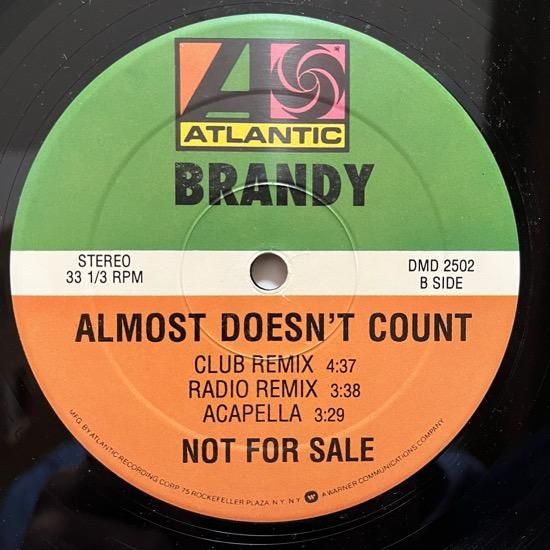 ATLANTIC
BRANDY
STEREO
33 1/3 RPM
DMD 2502
B SIDE
ALMOST DOESN'T COUNT
CLUB REMIX 4:37
RADIO REMIX 3:38
ACAPELLA 3:29
NOT FOR SALE
MFG. BY ATLANTIC RECORDING CORP. 75 ROCKEFELLER PLAZA, N.Y., N.Y. A WARNER COMMUNICATIONS COMPANY